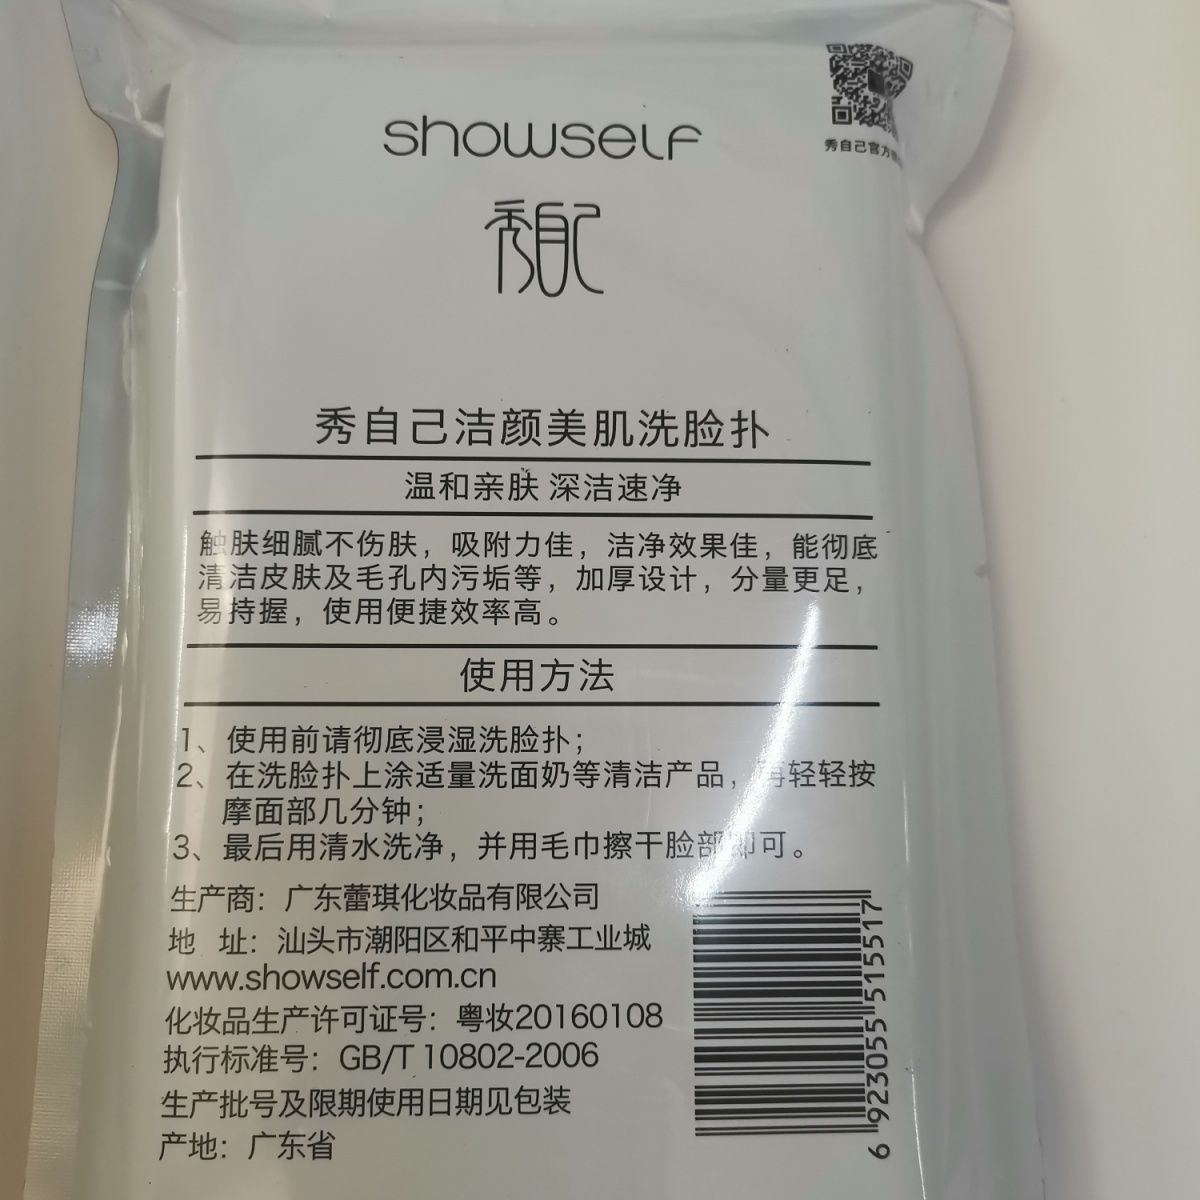 showself
秀自己官方
秀自己
秀自己洁颜美肌洗脸扑
温和亲肤 深洁速净
触肤细腻不伤肤，吸附力佳，洁净效果佳，能彻底
清洁皮肤及毛孔内污垢等，加厚设计，分量更足，
易持握，使用便捷效率高。
使用方法
1、使用前请彻底浸湿洗脸扑；
2、在洗脸扑上涂适量洗面奶等清洁产品，再轻轻按
摩面部几分钟；
3、最后用清水洗净，并用毛巾擦干脸部即可。
生产商：广东蕾琪化妆品有限公司
地 址：汕头市潮阳区和平中寨工业城
www.showself.com.cn
化妆品生产许可证号：粤妆20160108
执行标准号：GB/T 10802-2006
生产批号及限期使用日期见包装
产地：广东省
6 923055 515517